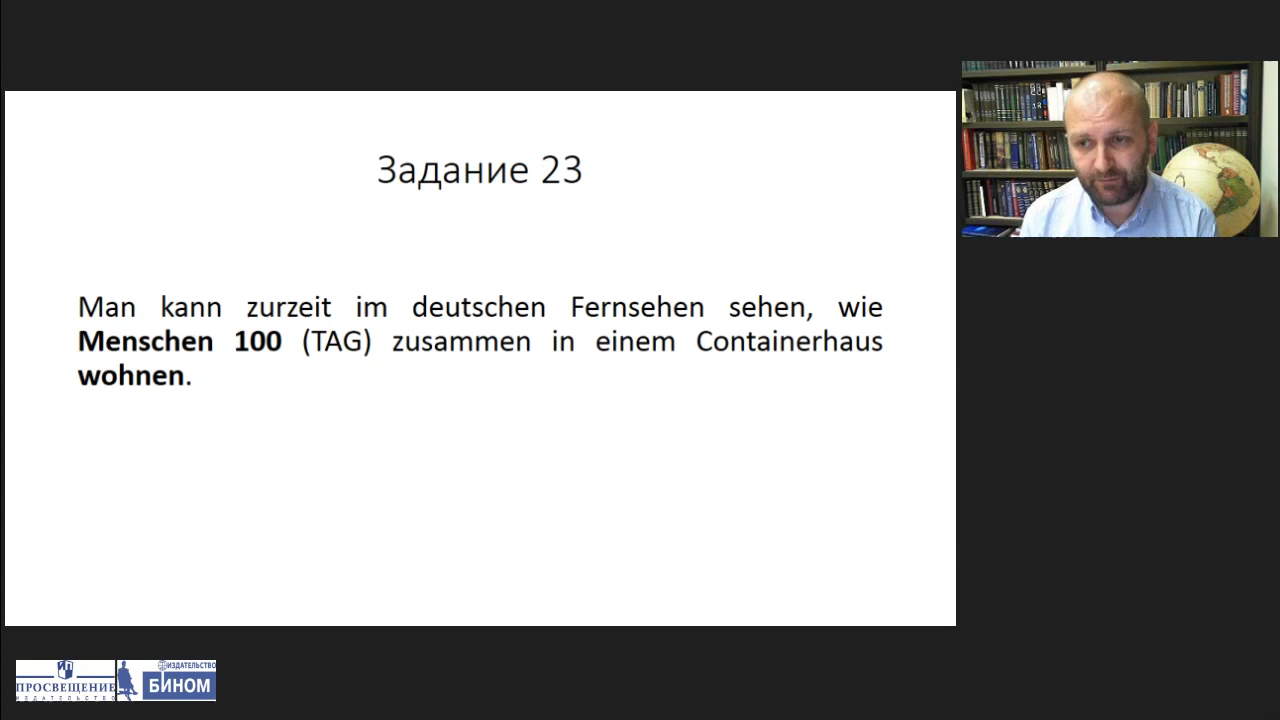 Задание 23
Man kann zurzeit im deutschen Fernsehen sehen, wie
Menschen 100 (TAG) zusammen in einem Containerhaus
wohnen.
ПРОСВЕЩЕНИЕ
ИЗДАТЕЛЬСТВО
ИЗДАТЕЛЬСТВО
БИНОМ